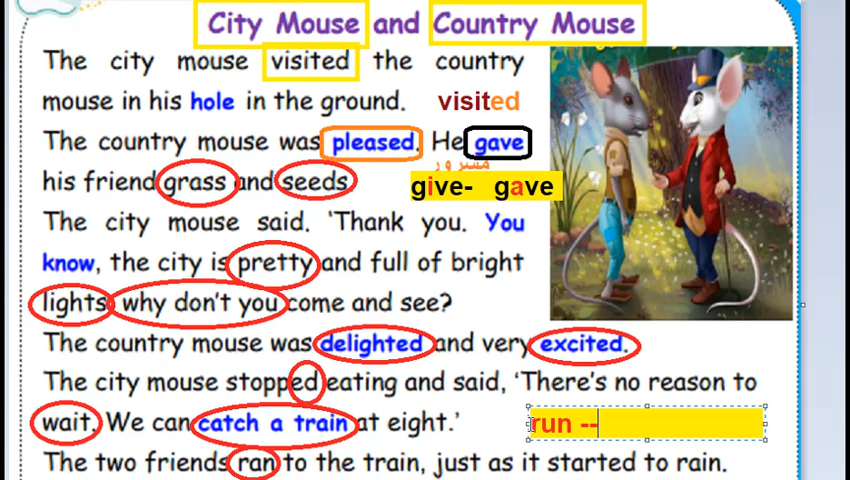 City Mouse and Country Mouse
The city mouse visited the country
mouse in his hole in the ground.
visited
The country mouse was pleased. He gave
مسرور
his friend grass and seeds.
give- gave
The city mouse said. 'Thank you. You
know, the city is pretty and full of bright
lights, why don't you come and see?
The country mouse was delighted and very excited.
The city mouse stopped eating and said, 'There's no reason to
wait. We can catch a train at eight.'
run --
The two friends ran to the train, just as it started to rain.